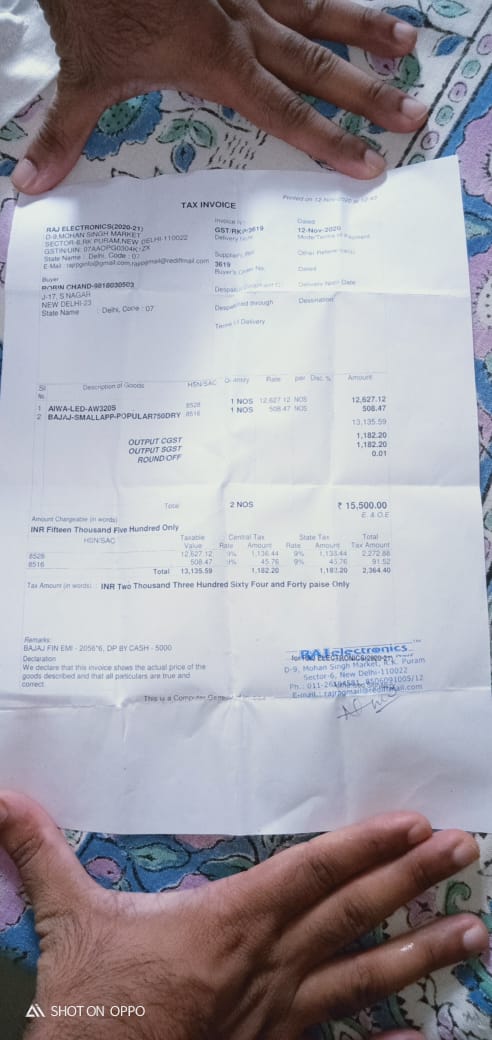 TAX INVOICE
Printed on 12-Nov-2020 at
RAJ ELECTRONICS(2020-21)
D-9,MOHAN SINGH MARKET
SECTOR-6,RK PURAM,NEW DELHI-110022
GSTIN/UIN:
State Name : Delhi, Code : 07
E-Mail : rajpginfo@gmail.com,rajpgmail@rediffmail.com
Buyer
ROBIN CHAND-9818030503
J-17, S NAGAR
NEW DELHI-23
State Name : Delhi, Code : 07
Invoice No.
GST/RKP/3619
Delivery Note
Supplier's Ref.
3619
Buyer's Order No.
Despatch Document No.
Despatched through
Terms of Delivery
Dated
12-Nov-2020
Mode/Terms of Payment
Other Reference(s)
Dated
Delivery Note Date
Destination
Sl No. Description of Goods HSN/SAC Quantity Rate per Disc. % Amount
1 AIWA-LED-AW320S 8528 1 NOS 12,627.12 NOS 12,627.12
2 BAJAJ-SMALLAPP-POPULAR750DRY 8516 1 NOS 508.47 NOS 508.47
13,135.59
OUTPUT CGST 1,182.20
OUTPUT SGST 1,182.20
ROUND/OFF 0.01
Total 2 NOS ₹ 15,500.00
Amount Chargeable (in words) E. & O.E
INR Fifteen Thousand Five Hundred Only
HSN/SAC Taxable Central Tax State Tax Total
Value Rate Amount Rate Amount Tax Amount
8528 12,627.12 9% 1,136.44 9% 1,136.44 2,272.88
8516 508.47 9% 45.76 9% 45.76 91.52
Total 13,135.59 1,182.20 1,182.20 2,364.40
Tax Amount (in words) : INR Two Thousand Three Hundred Sixty Four and Forty paise Only
Remarks:
BAJAJ FIN EMI - 2056*6, DP BY CASH - 5000
Declaration
We declare that this invoice shows the actual price of the
goods described and that all particulars are true and
correct.
for RAJ ELECTRONICS(2020-21)
RAJ electronics
D-9, Mohan Singh Market, R.K. Puram
Sector-6, New Delhi-110022
Ph.: 011-26194581,
E-mail.: rajpgmail@rediffmail.com
This is a Computer Generated Invoice
SHOT ON OPPO